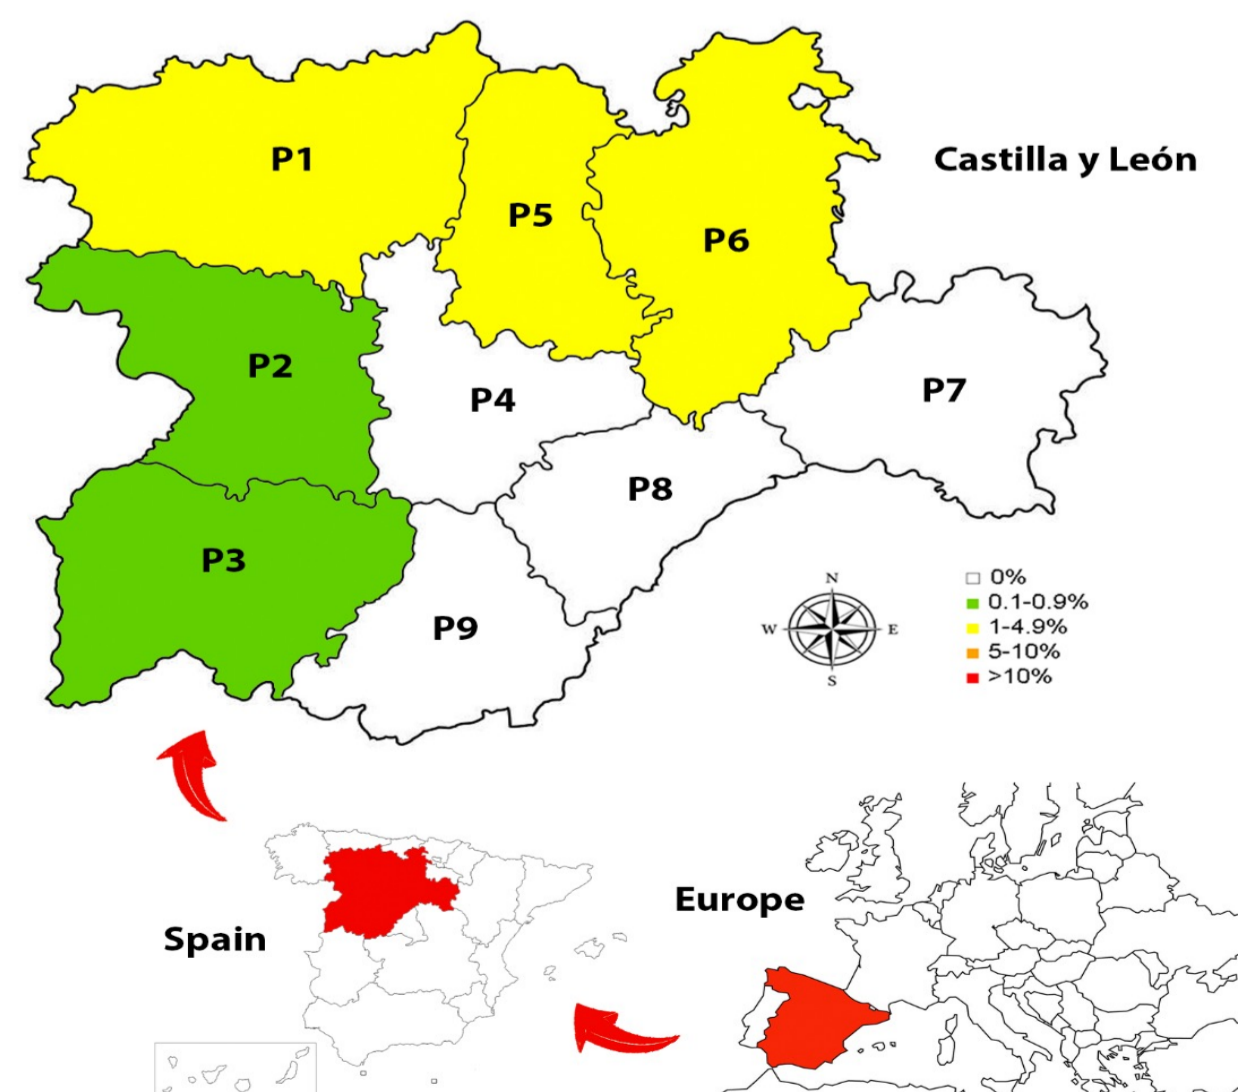 P1
P5
P6
Castilla y León
P2
P4
P7
P8
P3
P9
N
W
E
S
0%
0.1-0.9%
1-4.9%
5-10%
>10%
Spain
Europe